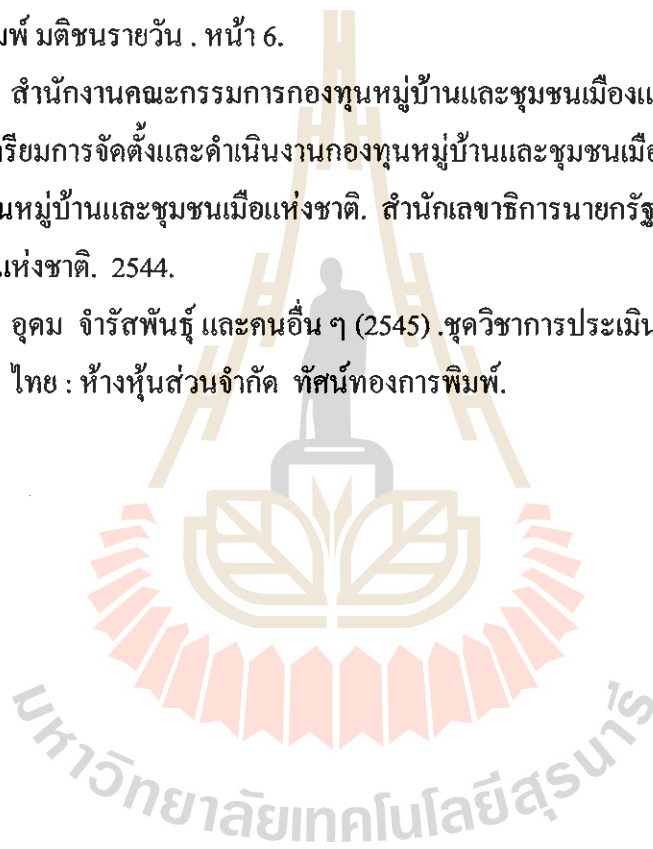 มพ์ มติชนรายวัน . หน้า 6.
สำนักงานคณะกรรมการกองทุนหมู่บ้านและชุมชนเมืองแ
ตรียมการจัดตั้งและดำเนินงานกองทุนหมู่บ้านและชุมชนเมือ
นหมู่บ้านและชุมชนเมือแห่งชาติ. สำนักเลขาธิการนายกรัฐ
แห่งชาติ. 2544.
อุดม จำรัสพันธุ์ และคนอื่น ๆ (2545) .ชุดวิชาการประเมิน
ไทย : ห้างหุ้นส่วนจำกัด ทัศน์ทองการพิมพ์.
มหาวิทยาลัยเทคโนโลยีสุรนารี